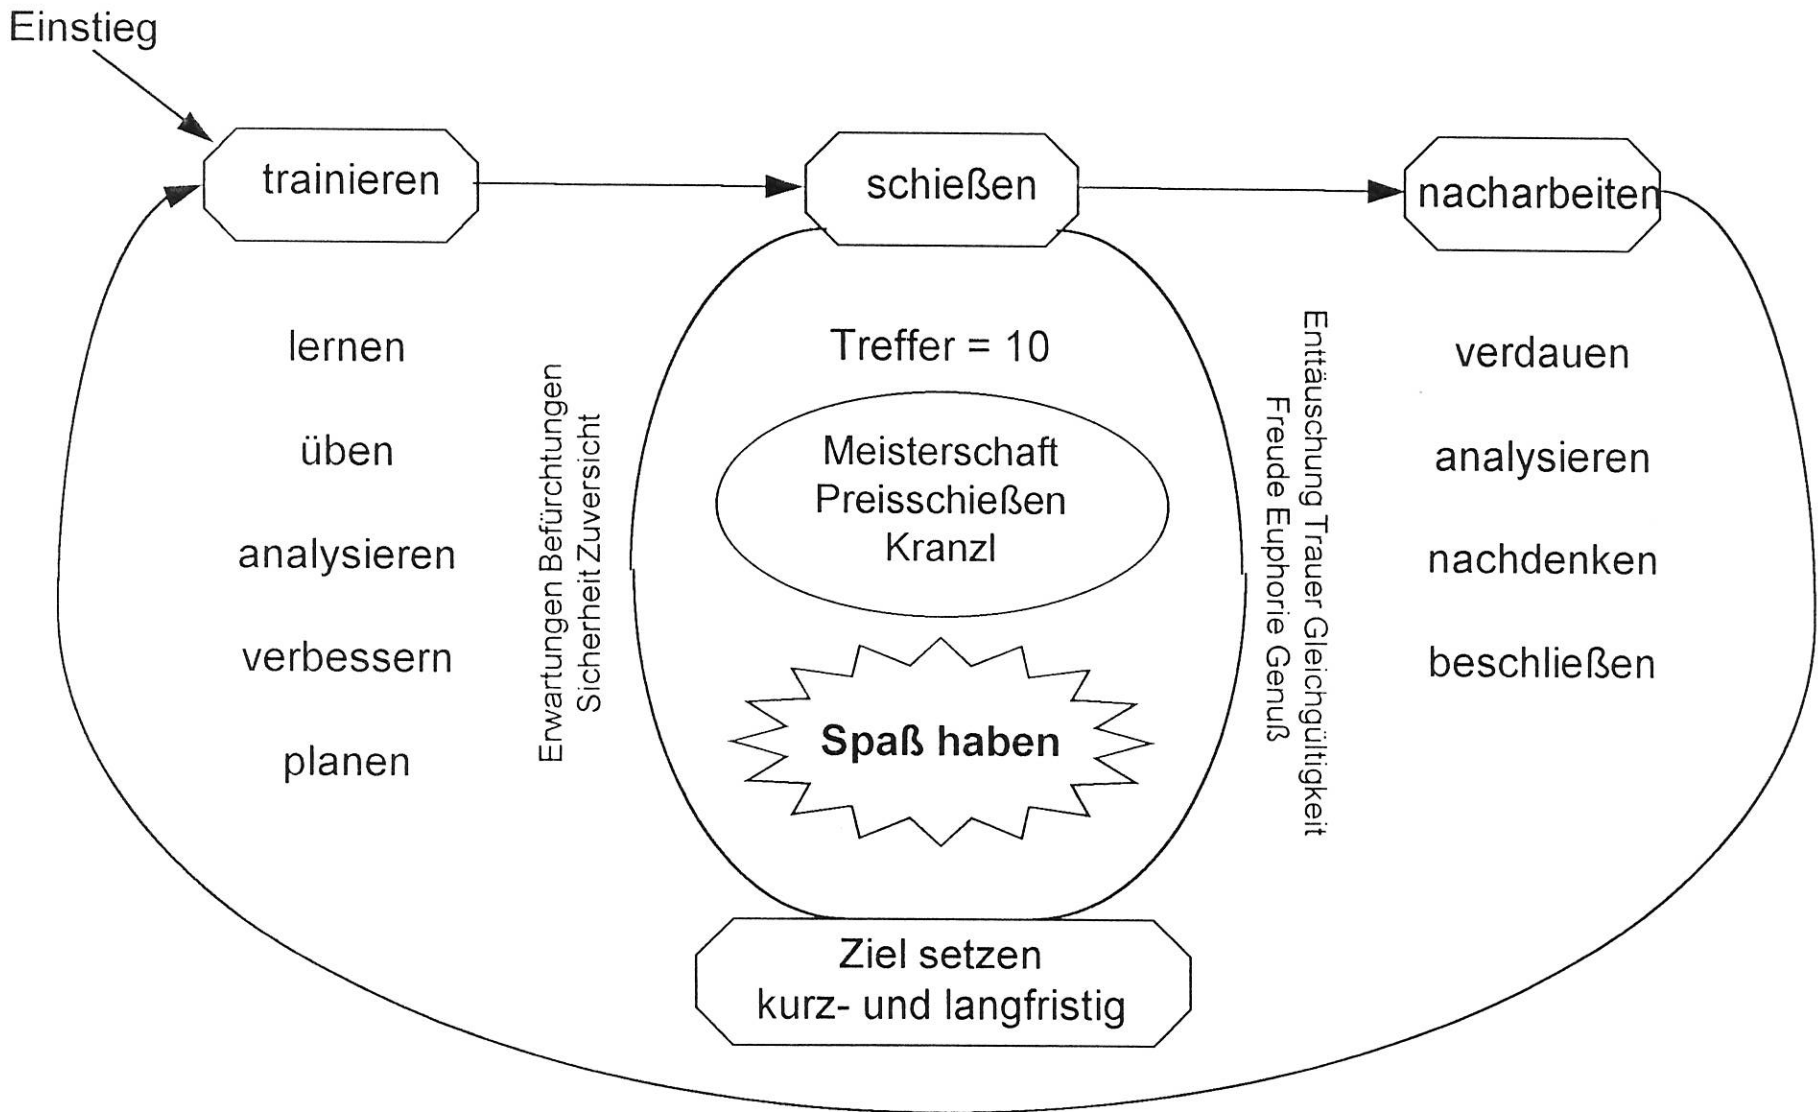 Einstieg
trainieren
schießen
nacharbeiten
lernen
üben
analysieren
verbessern
planen
Erwartungen Befürchtungen
Sicherheit Zuversicht
Treffer = 10
Meisterschaft
Preisschießen
Kranzl
Spaß haben
Enttäuschung Trauer Gleichgültigkeit
Freude Euphorie Genuß
verdauen
analysieren
nachdenken
beschließen
Ziel setzen
kurz- und langfristig